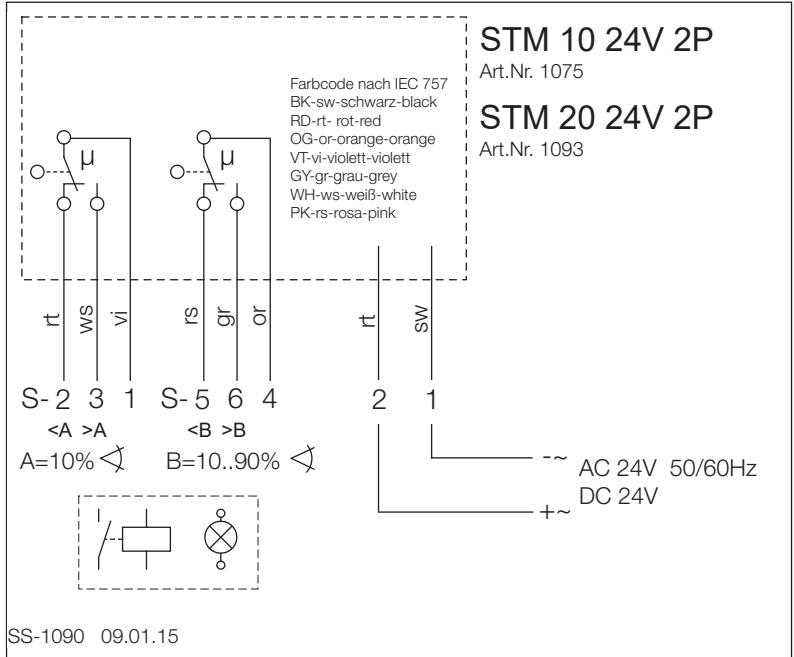 STM 10 24V 2P
Art.Nr. 1075
STM 20 24V 2P
Art.Nr. 1093
Farbcode nach IEC 757
BK-sw-schwarz-black
RD-rt- rot-red
OG-or-orange-orange
VT-vi-violett-violett
GY-gr-grau-grey
WH-ws-weiß-white
PK-rs-rosa-pink
µ µ
rt ws vi rs gr or rt sw
S- 2 3 1 S- 5 6 4 2 1
<A >A <B >B
A=10% B=10..90%
-~
AC 24V 50/60Hz
DC 24V
+~
SS-1090 09.01.15